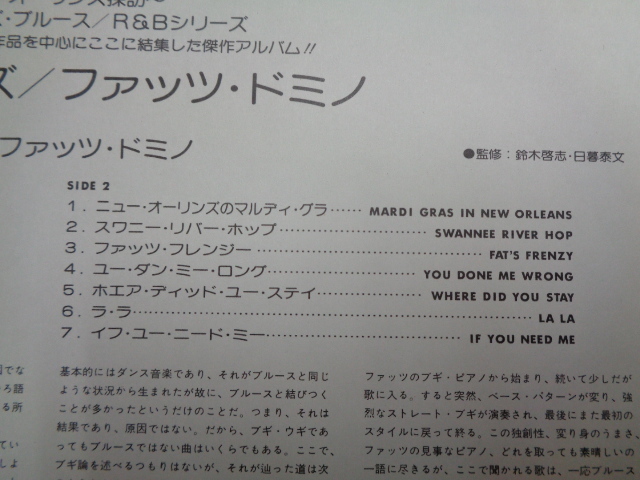 ズ・ブルース／R&Bシリーズ
作品を中心にここに結集した傑作アルバム!!
ズ／ファッツ・ドミノ
ファッツ・ドミノ
●監修：鈴木啓志・日暮泰文
SIDE 2
1. ニュー・オーリンズのマルディ・グラ…… MARDI GRAS IN NEW ORLEANS
2. スワニー・リバー・ホップ…… SWANNEE RIVER HOP
3. ファッツ・フレンジー…… FAT'S FRENZY
4. ユー・ダン・ミー・ロング…… YOU DONE ME WRONG
5. ホエア・ディッド・ユー・ステイ…… WHERE DID YOU STAY
6. ラ・ラ…… LA LA
7. イフ・ユー・ニード・ミー…… IF YOU NEED ME
基本的にはダンス音楽であり、それがブルースと同じ
ような状況から生まれたが故に、ブルースと結びつく
ことが多かったというだけのことだ。つまり、それは
結果であり、原因ではない。だから、ブギ・ウギであ
ってもブルースではない曲はいくらでもある。ここで、
ブギ論を述べるつもりはないが、それが辿った道は次
ファッツのブギ・ピアノから始まり、続いて少しだが
歌に入る。すると突然、ベース・パターンが変り、強
烈なストレート・ブギが演奏され、最後にまた最初の
スタイルに戻って終る。この独創性、変り身のうまさ、
ファッツの見事なピアノ、どれを取っても素晴しいの
一語に尽きるが、ここで聞かれる歌は、一応ブルース